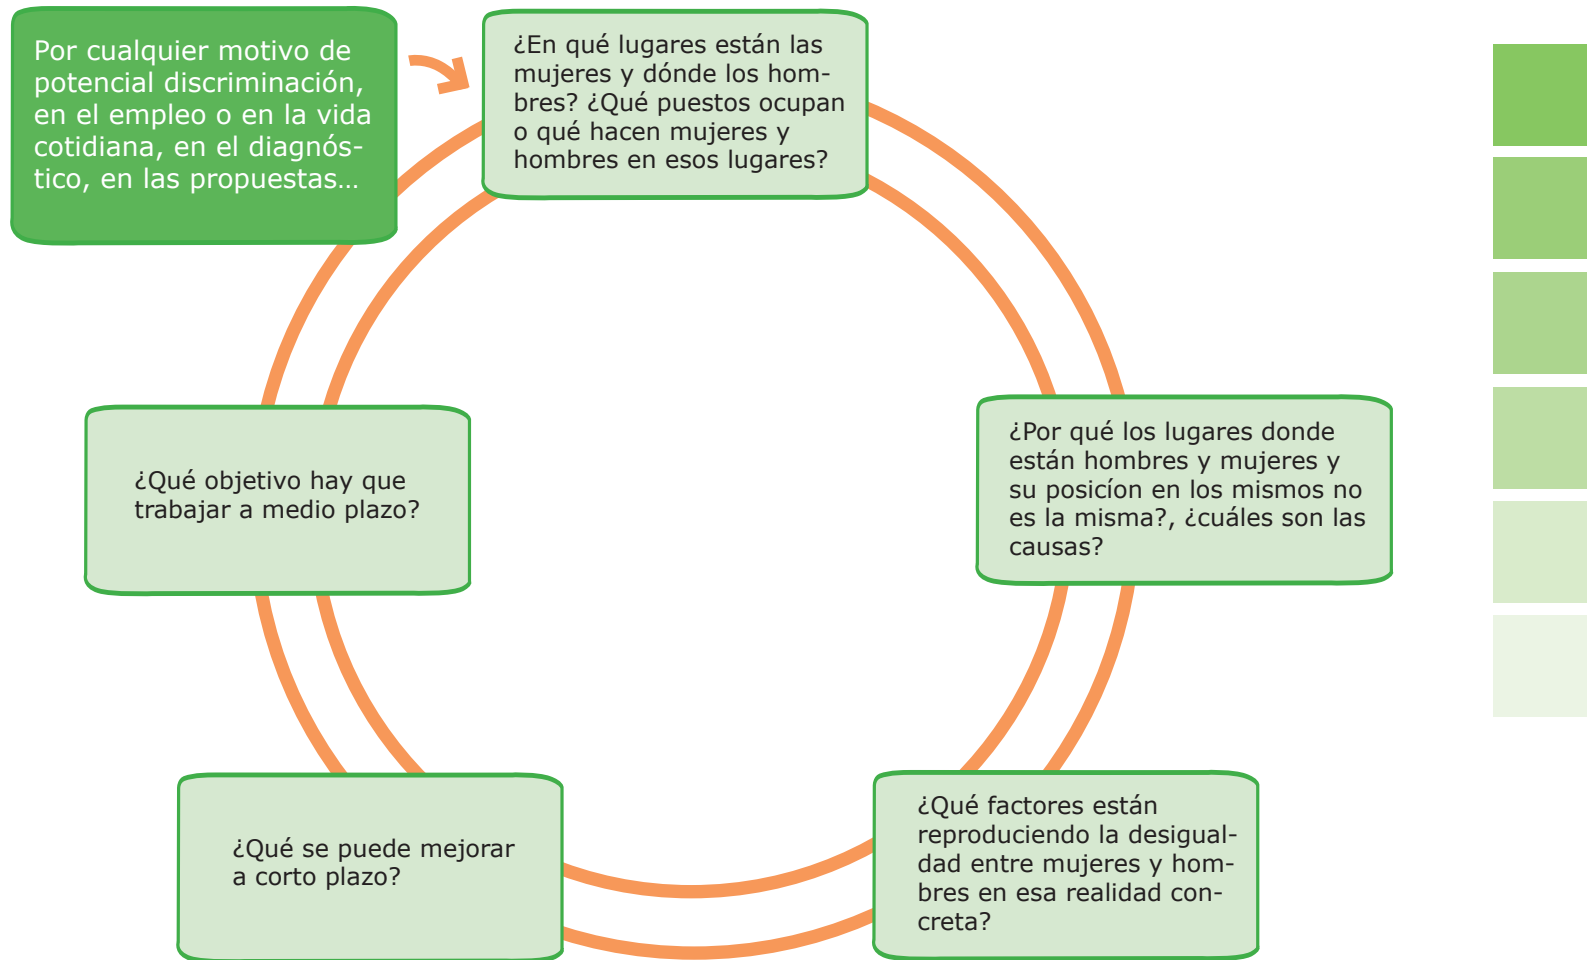 Por cualquier motivo de
potencial discriminación,
en el empleo o en la vida
cotidiana, en el diagnós-
tico, en las propuestas...
¿En qué lugares están las
mujeres y dónde los hom-
bres? ¿Qué puestos ocupan
o qué hacen mujeres y
hombres en esos lugares?
¿Por qué los lugares donde
están hombres y mujeres y
su posicíon en los mismos no
es la misma?, ¿cuáles son las
causas?
¿Qué factores están
reproduciendo la desigual-
dad entre mujeres y hom-
bres en esa realidad con-
creta?
¿Qué se puede mejorar
a corto plazo?
¿Qué objetivo hay que
trabajar a medio plazo?